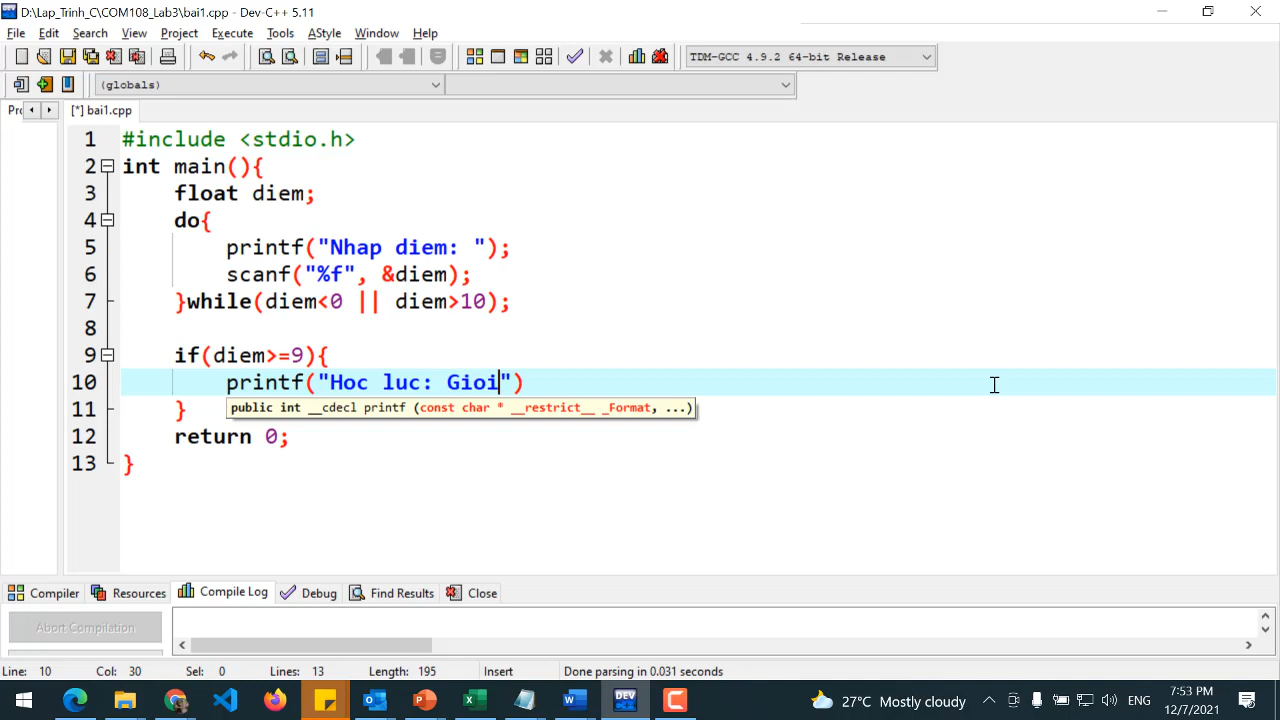 D:\Lap_Trinh_C\COM108_Lab3\bai1.cpp - Dev-C++ 5.11
File Edit Search View Project Execute Tools AStyle Window Help
TDM-GCC 4.9.2 64-bit Release
(globals)
[*] bai1.cpp
1 #include <stdio.h>
2 int main(){
3 float diem;
4 do{
5 printf("Nhap diem: ");
6 scanf("%f", &diem);
7 }while(diem<0 || diem>10);
8
9 if(diem>=9){
10 printf("Hoc luc: Gioi")
11 }
public int __cdecl printf (const char * __restrict__ _Format, ...)
12 return 0;
13 }
Compiler Resources Compile Log Debug Find Results Close
Abort Compilation
Line: 10 Col: 30 Sel: 0 Lines: 13 Length: 195 Insert Done parsing in 0.031 seconds
27°C Mostly cloudy ENG 7:53 PM
12/7/2021